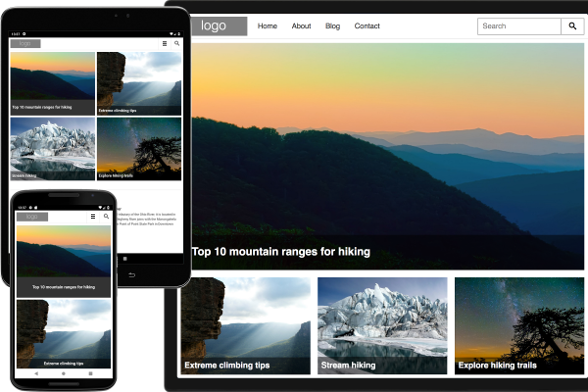 logo
Home About Blog Contact
Search
Top 10 mountain ranges for hiking
Extreme climbing tips
Stream hiking
Explore hiking trails
logo
Top 10 mountain ranges for hiking
Extreme climbing tips
Stream hiking
Explore hiking trails
logo
Top 10 mountain ranges for hiking
Extreme climbing tips